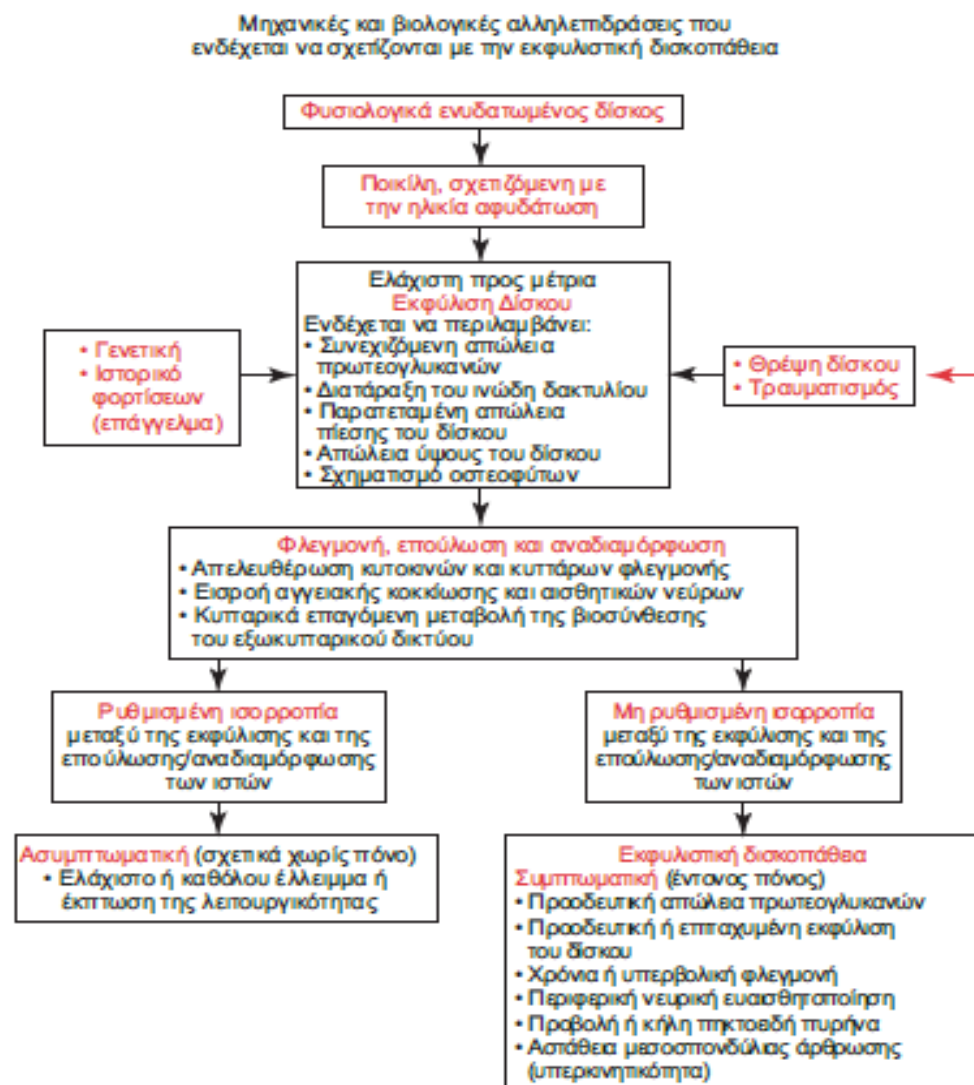 Μηχανικές και βιολογικές αλληλεπιδράσεις που
ενδέχεται να σχετίζονται με την εκφυλιστική δισκοπάθεια
Φυσιολογικά ενυδατωμένος δίσκος
Ποικίλη, σχετιζόμενη με
την ηλικία αφυδάτωση
Ελάχιστη προς μέτρια
Εκφύλιση Δίσκου
Ενδέχεται να περιλαμβάνει:
• Συνεχιζόμενη απώλεια
πρωτεογλυκανών
• Διατάραξη του ινώδη δακτυλίου
• Παρατεταμένη απώλεια
πίεσης του δίσκου
• Απώλεια ύψους του δίσκου
• Σχηματισμό οστεοφύτων
• Γενετική
• Ιστορικό
φορτίσεων
(επάγγελμα)
• Θρέψη δίσκου
• Τραυματισμός
Φλεγμονή, επούλωση και αναδιαμόρφωση
• Απελευθέρωση κυτοκινών και κυττάρων φλεγμονής
• Εισροή αγγειακής κοκκίωσης και αισθητικών νεύρων
• Κυτταρικά επαγόμενη μεταβολή της βιοσύνθεσης
του εξωκυτταρικού δικτύου
Ρυθμισμένη ισορροπία
μεταξύ της εκφύλισης και της
επούλωσης/αναδιαμόρφωσης
των ιστών
Μη ρυθμισμένη ισορροπία
μεταξύ της εκφύλισης και της
επούλωσης/αναδιαμόρφωσης
των ιστών
Ασυμπτωματική (σχετικά χωρίς πόνο)
• Ελάχιστο ή καθόλου έλλειμμα ή
έκπτωση της λειτουργικότητας
Εκφυλιστική δισκοπάθεια
Συμπτωματική (έντονος πόνος)
• Προοδευτική απώλεια πρωτεογλυκανών
• Προοδευτική ή επιταχυμένη εκφύλιση
του δίσκου
• Χρόνια ή υπερβολική φλεγμονή
• Περιφερική νευρική ευαισθητοποίηση
• Προβολή ή κήλη πηκτοειδή πυρήνα
• Αστάθεια μεσοσπονδύλιας άρθρωσης
(υπερκινητικότητα)